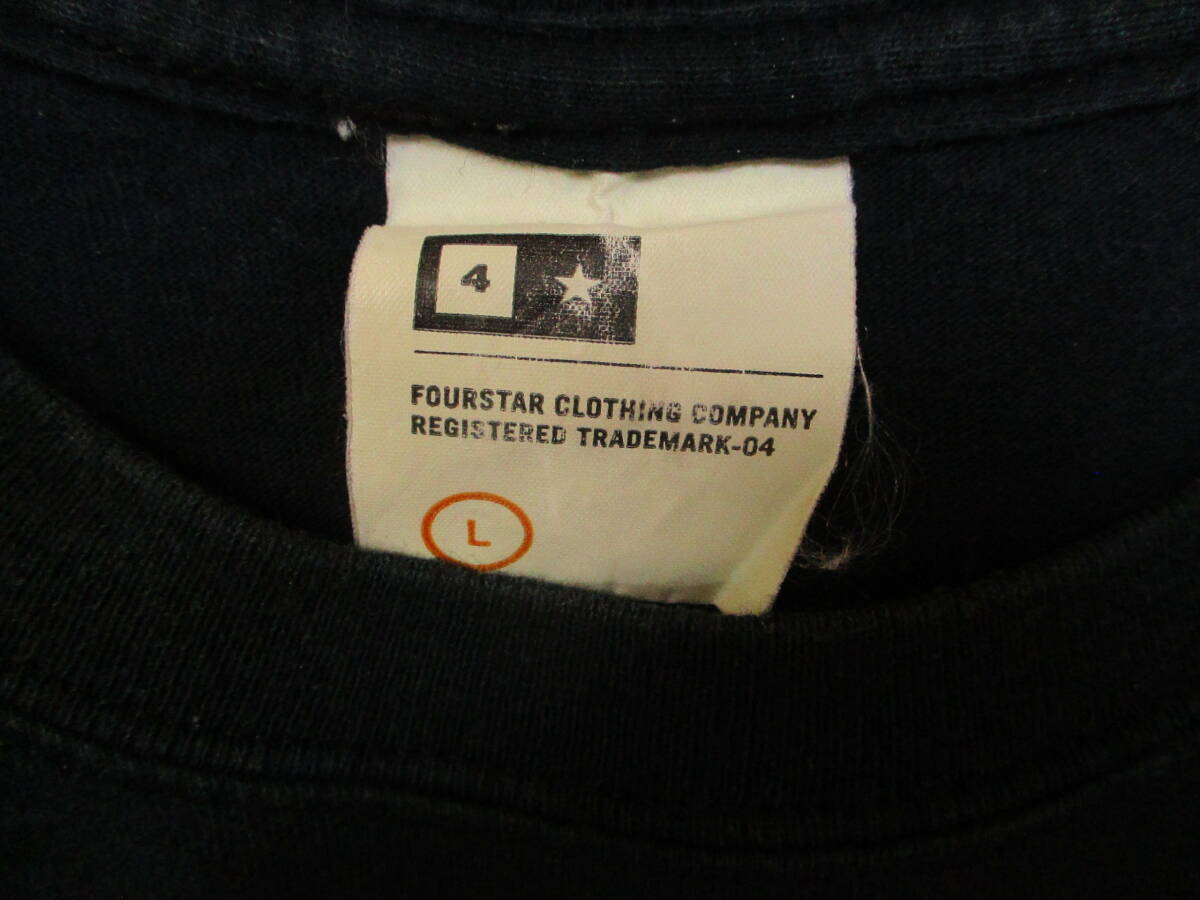 4
FOURSTAR CLOTHING COMPANY
REGISTERED TRADEMARK-04
L